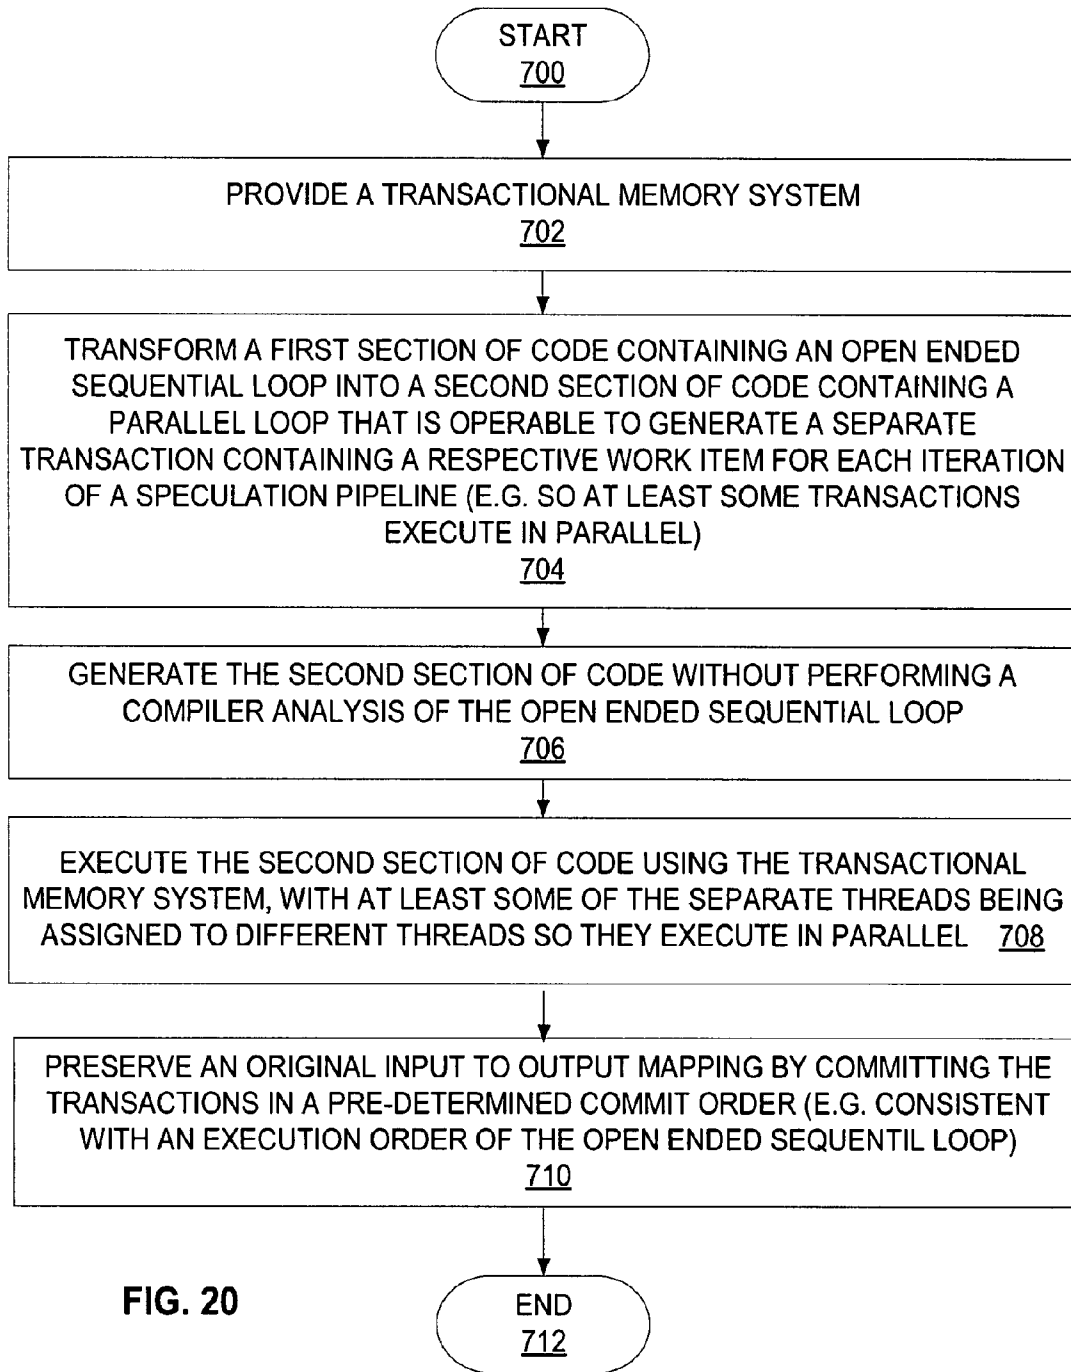 START
700
PROVIDE A TRANSACTIONAL MEMORY SYSTEM
702
TRANSFORM A FIRST SECTION OF CODE CONTAINING AN OPEN ENDED
SEQUENTIAL LOOP INTO A SECOND SECTION OF CODE CONTAINING A
PARALLEL LOOP THAT IS OPERABLE TO GENERATE A SEPARATE
TRANSACTION CONTAINING A RESPECTIVE WORK ITEM FOR EACH ITERATION
OF A SPECULATION PIPELINE (E.G. SO AT LEAST SOME TRANSACTIONS
EXECUTE IN PARALLEL)
704
GENERATE THE SECOND SECTION OF CODE WITHOUT PERFORMING A
COMPILER ANALYSIS OF THE OPEN ENDED SEQUENTIAL LOOP
706
EXECUTE THE SECOND SECTION OF CODE USING THE TRANSACTIONAL
MEMORY SYSTEM, WITH AT LEAST SOME OF THE SEPARATE THREADS BEING
ASSIGNED TO DIFFERENT THREADS SO THEY EXECUTE IN PARALLEL 708
PRESERVE AN ORIGINAL INPUT TO OUTPUT MAPPING BY COMMITTING THE
TRANSACTIONS IN A PRE-DETERMINED COMMIT ORDER (E.G. CONSISTENT
WITH AN EXECUTION ORDER OF THE OPEN ENDED SEQUENTIL LOOP)
710
FIG. 20
END
712